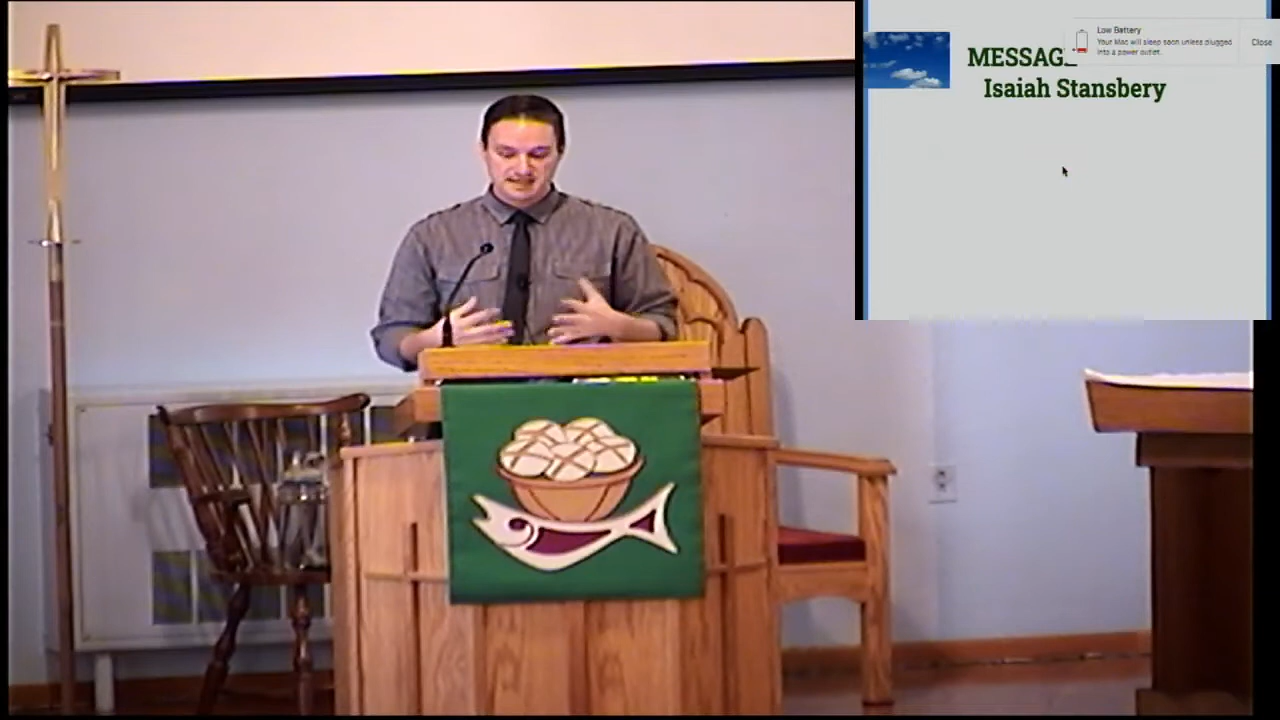 Low Battery
Your Mac will sleep soon unless plugged
into a power outlet.
Close
MESSAGE
Isaiah Stansbery